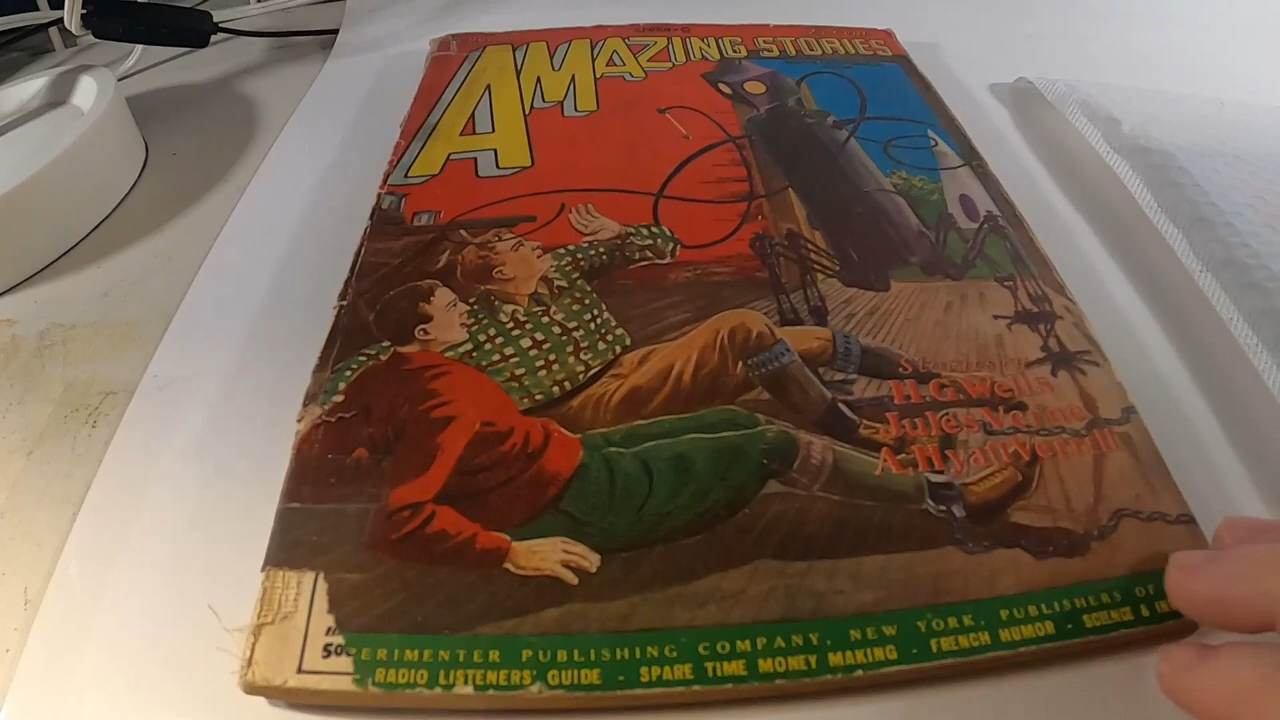 AMAZING STORIES
Stories by
H.G.Wells
Jules Verne
A.Hyatt Verrill
50c
PERIMENTER PUBLISHING COMPANY, NEW YORK, PUBLISHERS OF
RADIO LISTENERS' GUIDE - SPARE TIME MONEY MAKING - FRENCH HUMOR - SCIENCE &